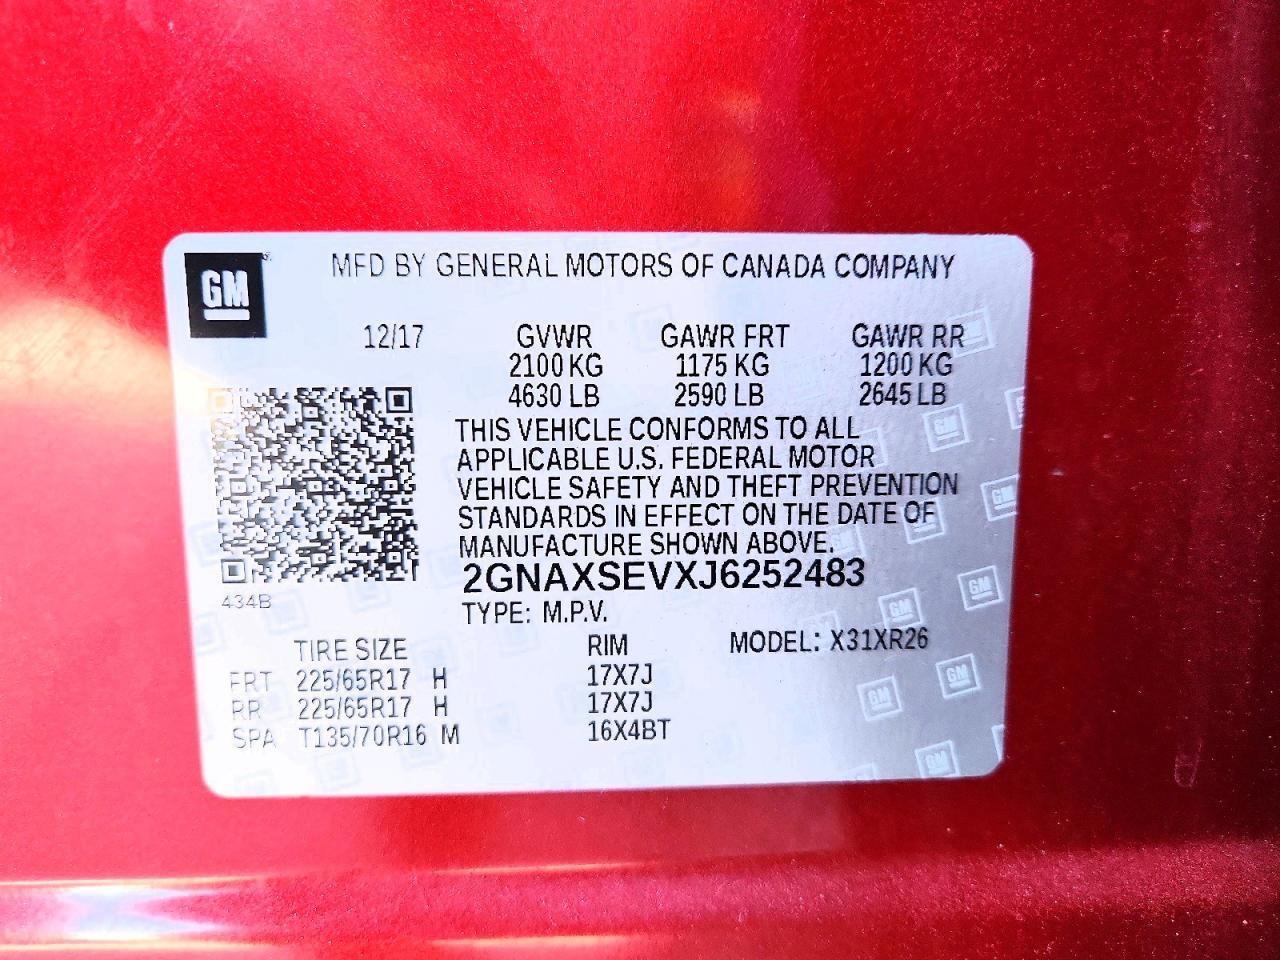 GM
MFD BY GENERAL MOTORS OF CANADA COMPANY
12/17 GVWR GAWR FRT GAWR RR
2100 KG 1175 KG 1200 KG
4630 LB 2590 LB 2645 LB
THIS VEHICLE CONFORMS TO ALL
APPLICABLE U.S. FEDERAL MOTOR
VEHICLE SAFETY AND THEFT PREVENTION
STANDARDS IN EFFECT ON THE DATE OF
MANUFACTURE SHOWN ABOVE.
2GNAXSEVXJ6252483
434B
TYPE: M.P.V.
TIRE SIZE RIM MODEL: X31XR26
FRT 225/65R17 H 17X7J
RR 225/65R17 H 17X7J
SPA T135/70R16 M 16X4BT